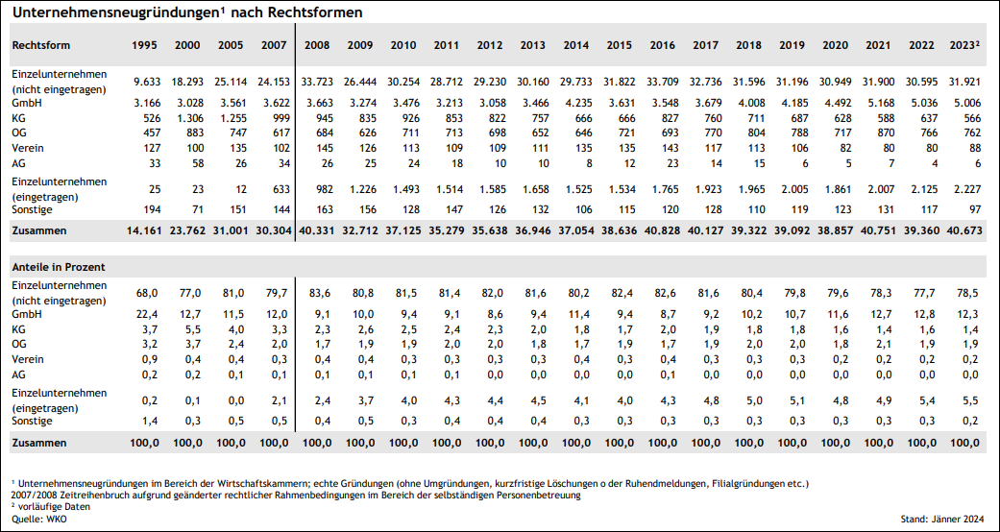 Unternehmensneugründungen¹ nach Rechtsformen
Rechtsform 1995 2000 2005 2007 2008 2009 2010 2011 2012 2013 2014 2015 2016 2017 2018 2019 2020 2021 2022 2023²
Einzelunternehmen
(nicht eingetragen) 9.633 18.293 25.114 24.153 33.723 26.444 30.254 28.712 29.230 30.160 29.733 31.822 33.709 32.736 31.596 31.196 30.949 31.900 30.595 31.921
GmbH 3.166 3.028 3.561 3.622 3.663 3.274 3.476 3.213 3.058 3.466 4.235 3.631 3.548 3.679 4.008 4.185 4.492 5.168 5.036 5.006
KG 526 1.306 1.255 999 945 835 926 853 822 757 666 666 827 760 711 687 628 588 637 566
OG 457 883 747 617 684 626 711 713 698 652 646 721 693 770 804 788 717 870 766 762
Verein 127 100 135 102 145 126 113 109 109 111 135 135 143 117 113 106 82 80 80 88
AG 33 58 26 34 26 25 24 18 10 10 8 12 23 14 15 6 5 7 4 6
Einzelunternehmen
(eingetragen) 25 23 12 633 982 1.226 1.493 1.514 1.585 1.658 1.525 1.534 1.765 1.923 1.965 2.005 1.861 2.007 2.125 2.227
Sonstige 194 71 151 144 163 156 128 147 126 132 106 115 120 128 110 119 123 131 117 97
Zusammen 14.161 23.762 31.001 30.304 40.331 32.712 37.125 35.279 35.638 36.946 37.054 38.636 40.828 40.127 39.322 39.092 38.857 40.751 39.360 40.673
Anteile in Prozent
Einzelunternehmen
(nicht eingetragen) 68,0 77,0 81,0 79,7 83,6 80,8 81,5 81,4 82,0 81,6 80,2 82,4 82,6 81,6 80,4 79,8 79,6 78,3 77,7 78,5
GmbH 22,4 12,7 11,5 12,0 9,1 10,0 9,4 9,1 8,6 9,4 11,4 9,4 8,7 9,2 10,2 10,7 11,6 12,7 12,8 12,3
KG 3,7 5,5 4,0 3,3 2,3 2,6 2,5 2,4 2,3 2,0 1,8 1,7 2,0 1,9 1,8 1,8 1,6 1,4 1,6 1,4
OG 3,2 3,7 2,4 2,0 1,7 1,9 1,9 2,0 2,0 1,8 1,7 1,9 1,7 1,9 2,0 2,0 1,8 2,1 1,9 1,9
Verein 0,9 0,4 0,4 0,3 0,4 0,4 0,3 0,3 0,3 0,3 0,4 0,3 0,4 0,3 0,3 0,3 0,2 0,2 0,2 0,2
AG 0,2 0,2 0,1 0,1 0,1 0,1 0,1 0,1 0,0 0,0 0,0 0,0 0,1 0,0 0,0 0,0 0,0 0,0 0,0 0,0
Einzelunternehmen
(eingetragen) 0,2 0,1 0,0 2,1 2,4 3,7 4,0 4,3 4,4 4,5 4,1 4,0 4,3 4,8 5,0 5,1 4,8 4,9 5,4 5,5
Sonstige 1,4 0,3 0,5 0,5 0,4 0,5 0,3 0,4 0,4 0,4 0,3 0,3 0,3 0,3 0,3 0,3 0,3 0,3 0,3 0,2
Zusammen 100,0 100,0 100,0 100,0 100,0 100,0 100,0 100,0 100,0 100,0 100,0 100,0 100,0 100,0 100,0 100,0 100,0 100,0 100,0 100,0
¹ Unternehmensneugründungen im Bereich der Wirtschaftskammern; echte Gründungen (ohne Umgründungen, kurzfristige Löschungen o der Ruhendmeldungen, Filialgründungen etc.)
2007/2008 Zeitreihenbruch aufgrund geänderter rechtlicher Rahmenbedingungen im Bereich der selbständigen Personenbetreuung
² vorläufige Daten
Quelle: WKO Stand: Jänner 2024